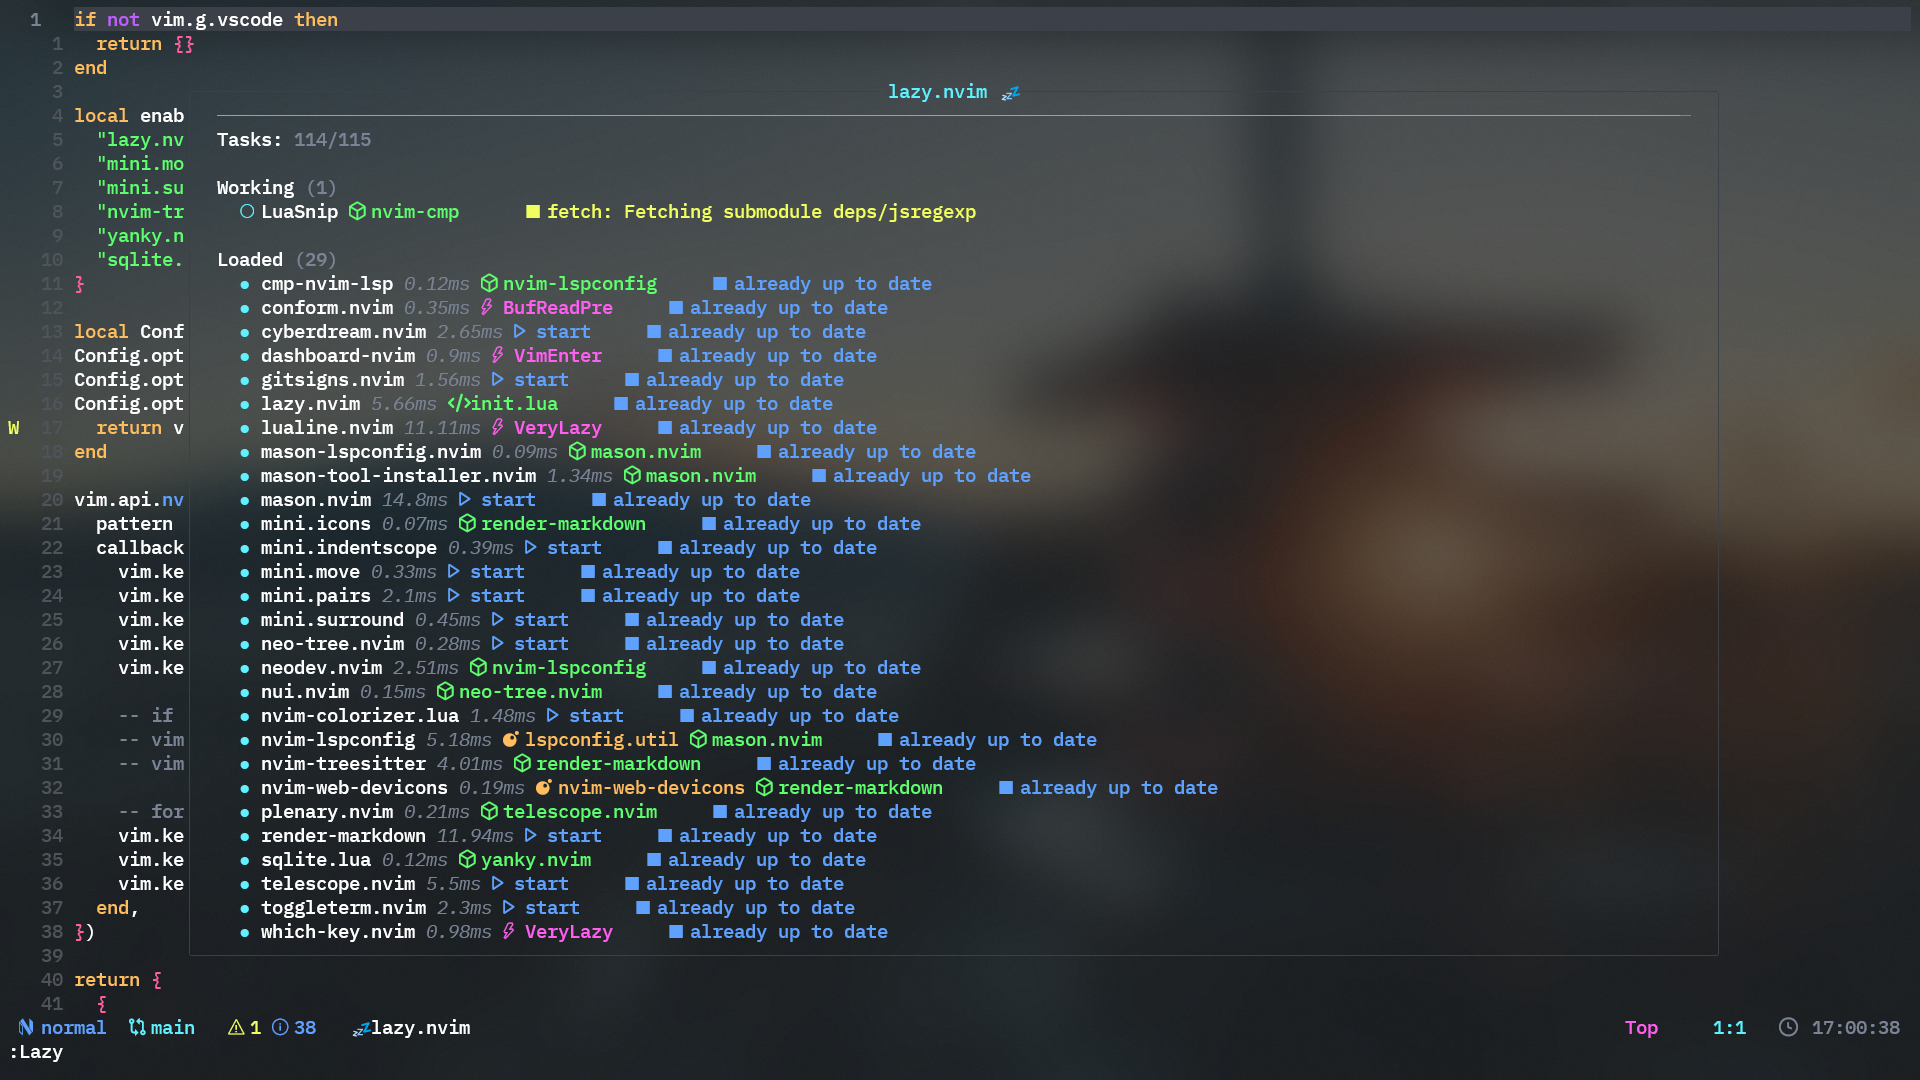 1 if not vim.g.vscode then
1 return {}
2 end
3 lazy.nvim 💤
4 local enab
5 "lazy.nv Tasks: 114/115
6 "mini.mo
7 "mini.su Working (1)
8 "nvim-tr LuaSnip nvim-cmp fetch: Fetching submodule deps/jsregexp
9 "yanky.n
10 "sqlite. Loaded (29)
11 } cmp-nvim-lsp 0.12ms nvim-lspconfig already up to date
12 conform.nvim 0.35ms BufReadPre already up to date
13 local Conf cyberdream.nvim 2.65ms start already up to date
14 Config.opt dashboard-nvim 0.9ms VimEnter already up to date
15 Config.opt gitsigns.nvim 1.56ms start already up to date
16 Config.opt lazy.nvim 5.66ms </>init.lua already up to date
W 17 return v lualine.nvim 11.11ms VeryLazy already up to date
18 end mason-lspconfig.nvim 0.09ms mason.nvim already up to date
19 mason-tool-installer.nvim 1.34ms mason.nvim already up to date
20 vim.api.nv mason.nvim 14.8ms start already up to date
21 pattern mini.icons 0.07ms render-markdown already up to date
22 callback mini.indentscope 0.39ms start already up to date
23 vim.ke mini.move 0.33ms start already up to date
24 vim.ke mini.pairs 2.1ms start already up to date
25 vim.ke mini.surround 0.45ms start already up to date
26 vim.ke neo-tree.nvim 0.28ms start already up to date
27 vim.ke neodev.nvim 2.51ms nvim-lspconfig already up to date
28 nui.nvim 0.15ms neo-tree.nvim already up to date
29 -- if nvim-colorizer.lua 1.48ms start already up to date
30 -- vim nvim-lspconfig 5.18ms lspconfig.util mason.nvim already up to date
31 -- vim nvim-treesitter 4.01ms render-markdown already up to date
32 nvim-web-devicons 0.19ms nvim-web-devicons render-markdown already up to date
33 -- for plenary.nvim 0.21ms telescope.nvim already up to date
34 vim.ke render-markdown 11.94ms start already up to date
35 vim.ke sqlite.lua 0.12ms yanky.nvim already up to date
36 vim.ke telescope.nvim 5.5ms start already up to date
37 end, toggleterm.nvim 2.3ms start already up to date
38 }) which-key.nvim 0.98ms VeryLazy already up to date
39
40 return {
41 {
normal main 1 38 💤lazy.nvim Top 1:1 17:00:38
:Lazy